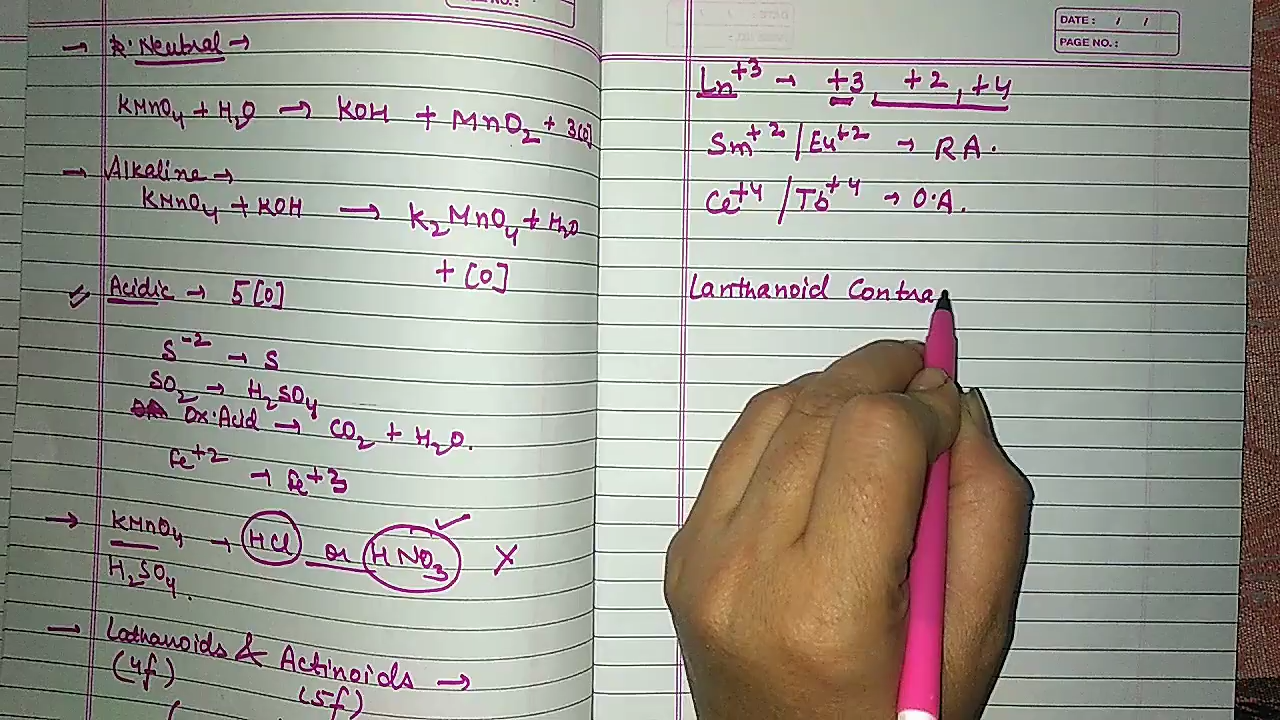 → Neutral →
KMnO4 + H2O → KOH + MnO2 + 3[O]
→ Alkaline →
KMnO4 + KOH → K2MnO4 + H2O
+ [O]
Acidic → 5[O]
S-2 → S
SO2 → H2SO4
Ox. Acid → CO2 + H2O.
Fe+2 → Fe+3
→ KMnO4 → HCl or HNO3 ✓ X
H2SO4.
→ Lathanoids & Actinoids →
(4f) (5f)
DATE: / /
PAGE NO.:
Ln+3 → +3, +2, +4
Sm+2 / Eu+2 → RA.
Ce+4 / Tb+4 → O.A.
Lanthanoid Contra